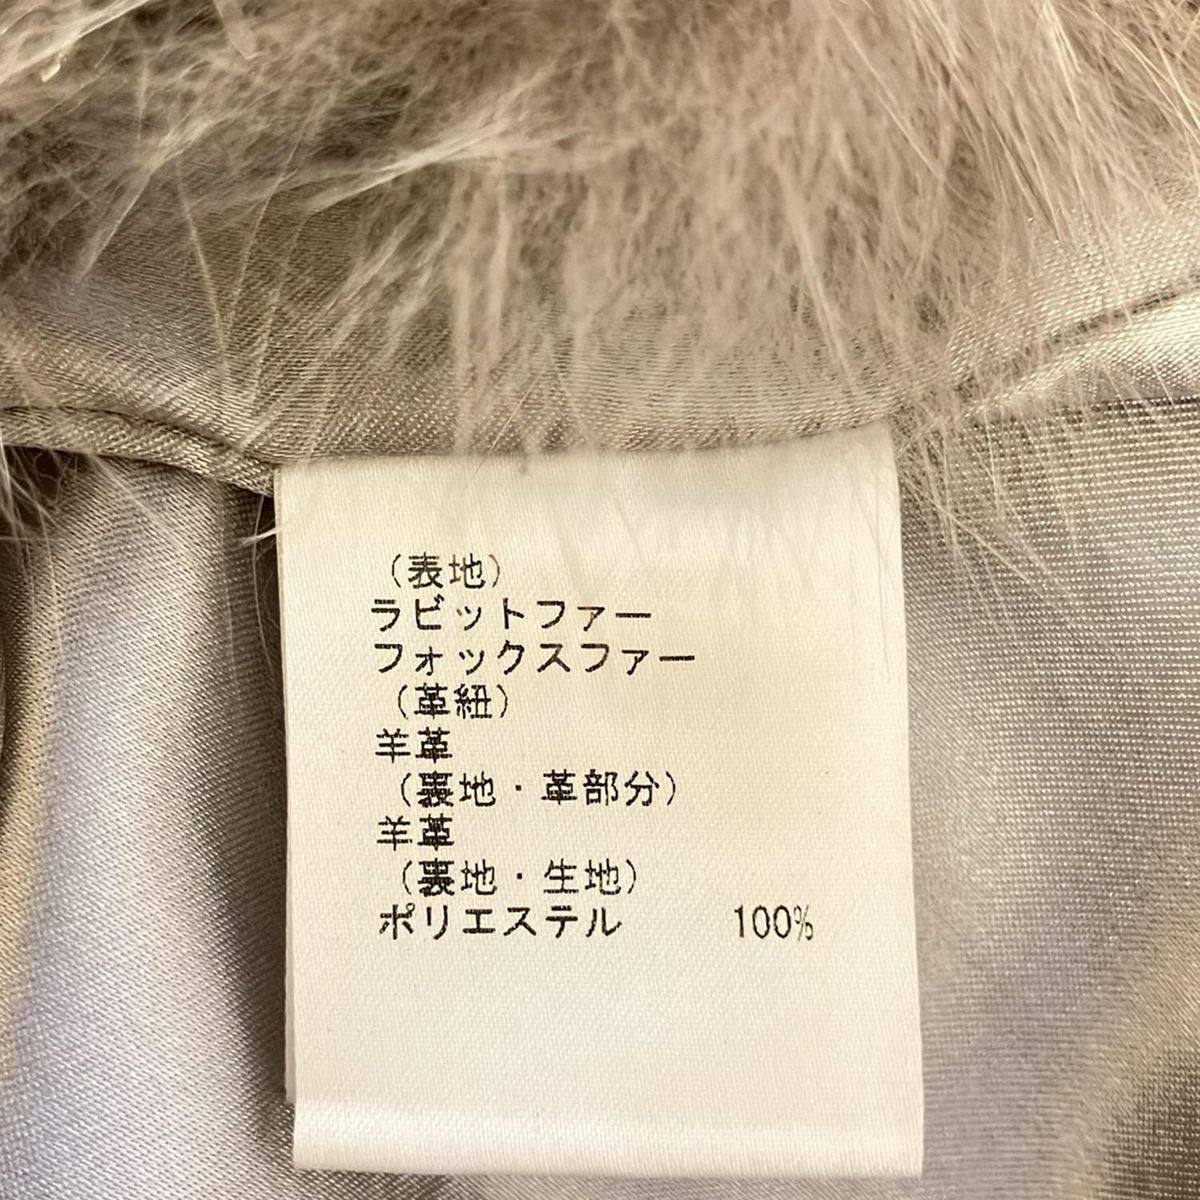 （表地）
ラビットファー
フォックスファー
（革紐）
羊革
（裏地・革部分）
羊革
（裏地・生地）
ポリエステル 100%